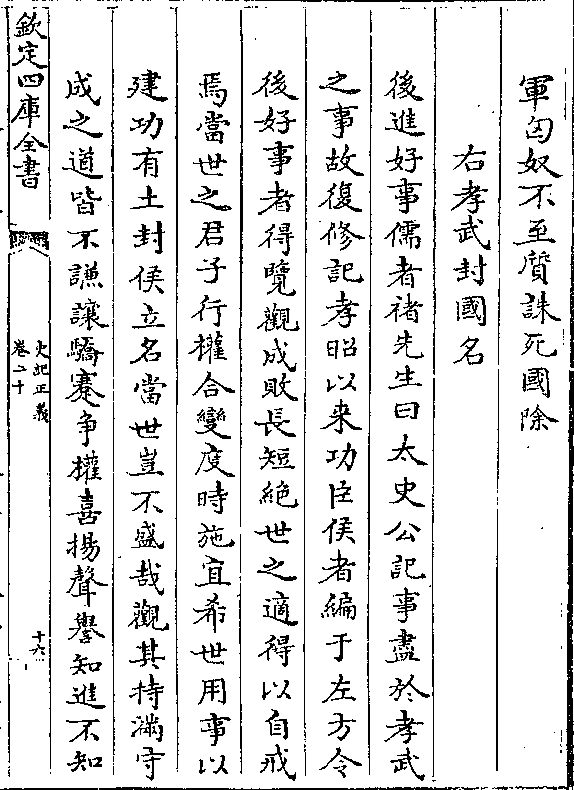 軍匈奴不至質誅死國除
右孝武封國名
後進好事儒者褚先生曰太史公記事盡於孝武
之事故復修記孝昭以来功臣侯者編于左方令
後好事者得覽觀成敗長短絶世之適得以自戒
焉當世之君子行權合變度時施宜希世用事以
建功有土封侯立名當世豈不盛哉觀其持滿守
成之道皆不謙讓驕蹇争權喜揚聲譽知進不知
欽定四庫全書
史記正義
卷二十
十六